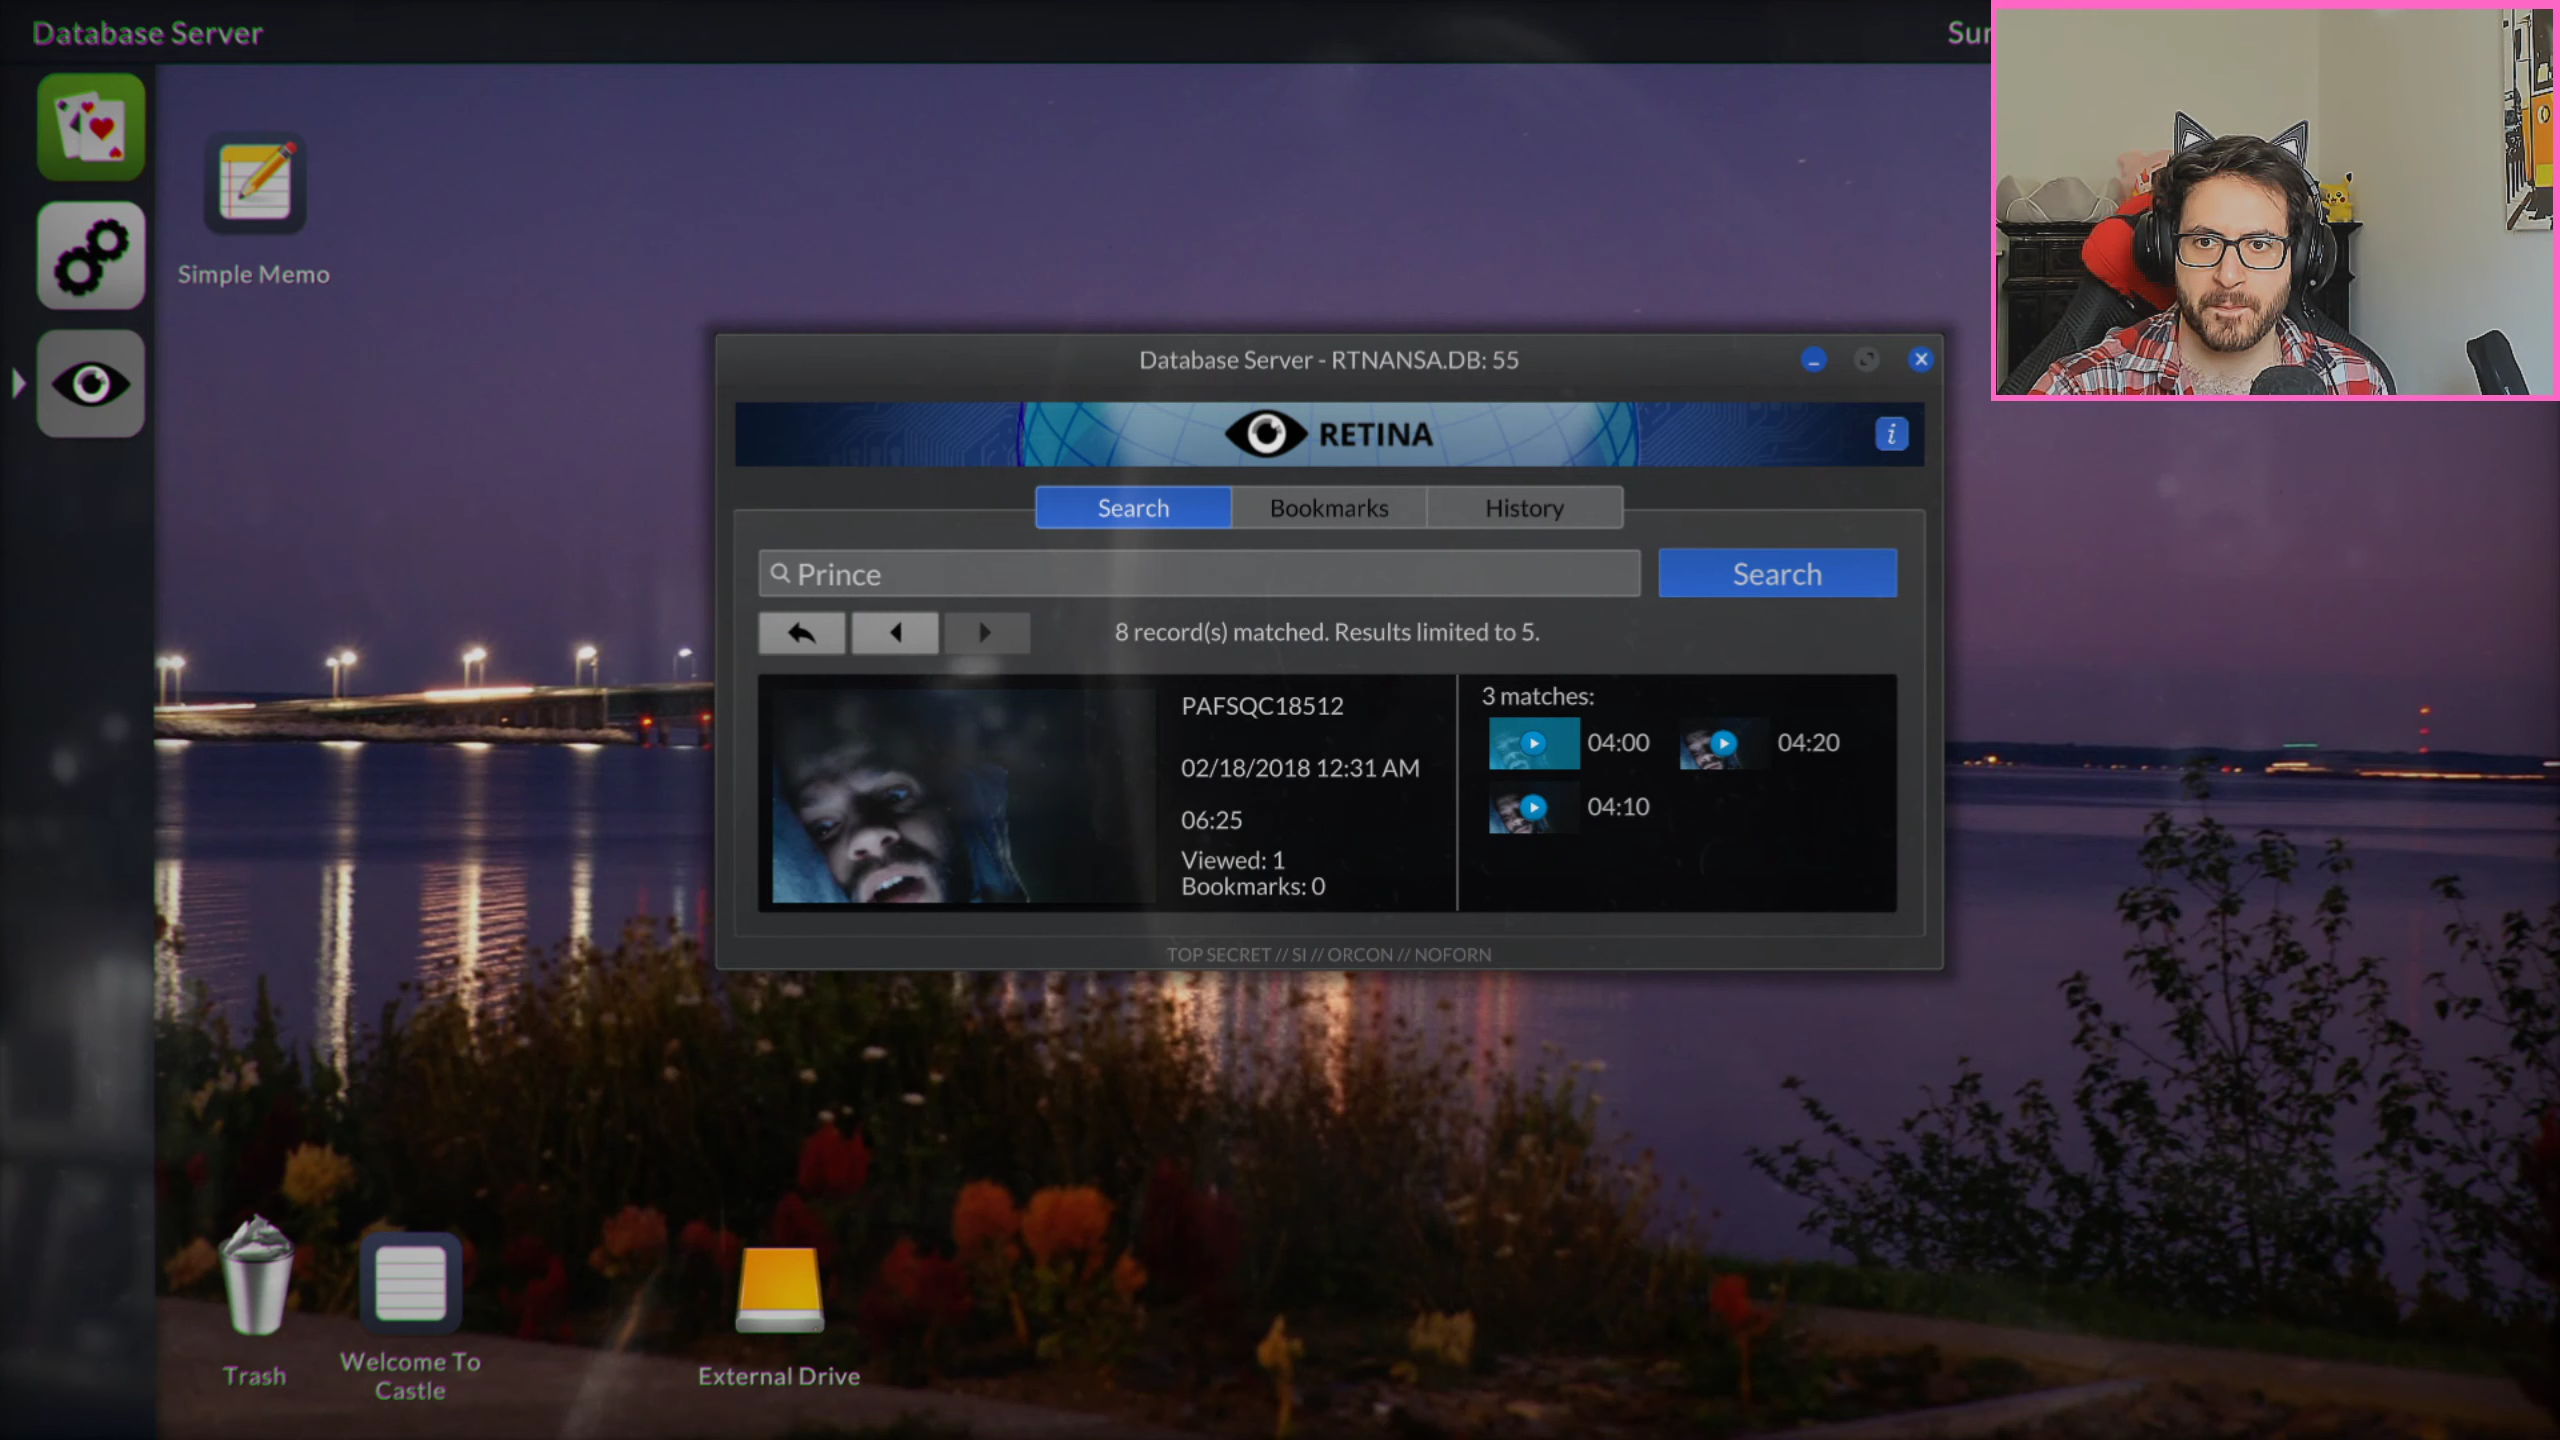 Database Server
Sun
Simple Memo
Database Server - RTNANSA.DB: 55
RETINA
i
Search
Bookmarks
History
Prince
Search
8 record(s) matched. Results limited to 5.
PAFSQC18512
02/18/2018 12:31 AM
06:25
Viewed: 1
Bookmarks: 0
3 matches:
04:00
04:20
04:10
TOP SECRET // SI // ORCON // NOFORN
Trash
Welcome To
Castle
External Drive